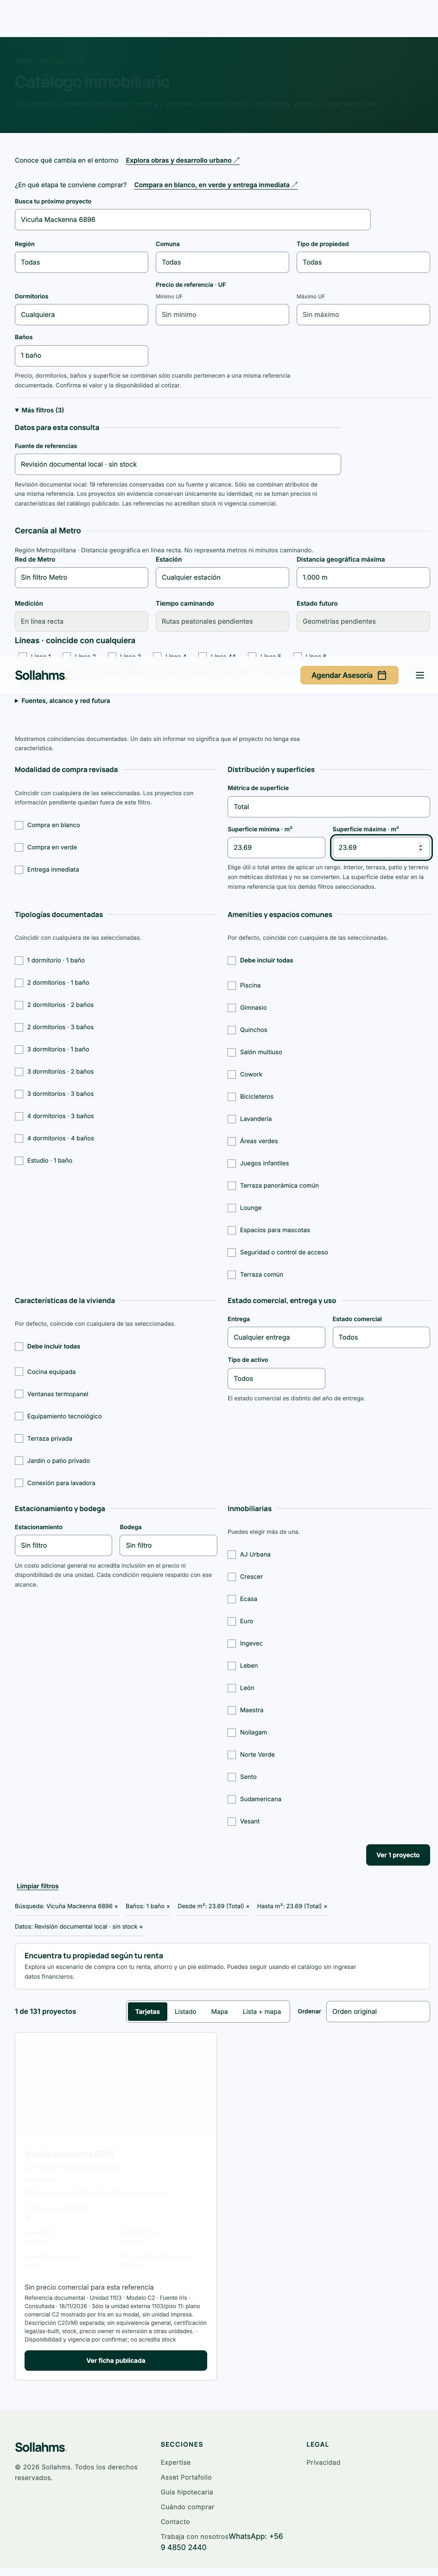 Catálogo inmobiliario
Conoce qué cambia en el entorno Explora obras y desarrollo urbano ↗
¿En qué etapa te conviene comprar? Compara en blanco, en verde y entrega inmediata ↗
Busca tu próximo proyecto
Vicuña Mackenna 6896
Región Comuna Tipo de propiedad
Todas Todas Todas
Precio de referencia · UF
Dormitorios Mínimo UF Máximo UF
Cualquiera Sin mínimo Sin máximo
Baños
1 baño
Precio, dormitorios, baños y superficie se combinan sólo cuando pertenecen a una misma referencia
documentada. Confirma el valor y la disponibilidad al cotizar.
▼ Más filtros (3)
Datos para esta consulta
Fuente de referencias
Revisión documental local · sin stock
Revisión documental local: 19 referencias conservadas con su fuente y alcance. Sólo se combinan atributos de
una misma referencia. Los proyectos sin evidencia conservan únicamente su identidad; no se toman precios ni
características del catálogo publicado. Las referencias no acreditan stock ni vigencia comercial.
Cercanía al Metro
Región Metropolitana · Distancia geográfica en línea recta. No representa metros ni minutos caminando.
Red de Metro Estación Distancia geográfica máxima
Sin filtro Metro Cualquier estación 1.000 m
Medición Tiempo caminando Estado futuro
En línea recta Rutas peatonales pendientes Geometrías pendientes
Líneas · coincide con cualquiera
Línea 1 Línea 2 Línea 3 Línea 4 Línea 4A Línea 5 Línea 6
Sollahms. Agendar Asesoría
▶ Fuentes, alcance y red futura
Mostramos coincidencias documentadas. Un dato sin informar no significa que el proyecto no tenga esa
característica.
Modalidad de compra revisada
Coincidir con cualquiera de las seleccionadas. Los proyectos con
información pendiente quedan fuera de este filtro.
Compra en blanco
Compra en verde
Entrega inmediata
Distribución y superficies
Métrica de superficie
Total
Superficie mínima · m² Superficie máxima · m²
23.69 23.69
Elige útil o total antes de aplicar un rango. Interior, terraza, patio y terreno
son métricas distintas y no se convierten. La superficie debe estar en la
misma referencia que los demás filtros seleccionados.
Tipologías documentadas
Coincidir con cualquiera de las seleccionadas.
1 dormitorio · 1 baño
2 dormitorios · 1 baño
2 dormitorios · 2 baños
2 dormitorios · 3 baños
3 dormitorios · 1 baño
3 dormitorios · 2 baños
3 dormitorios · 3 baños
4 dormitorios · 3 baños
4 dormitorios · 4 baños
Estudio · 1 baño
Amenities y espacios comunes
Por defecto, coincide con cualquiera de las seleccionadas.
Debe incluir todas
Piscina
Gimnasio
Quinchos
Salón multiuso
Cowork
Bicicleteros
Lavandería
Áreas verdes
Juegos infantiles
Terraza panorámica común
Lounge
Espacios para mascotas
Seguridad o control de acceso
Terraza común
Características de la vivienda
Por defecto, coincide con cualquiera de las seleccionadas.
Debe incluir todas
Cocina equipada
Ventanas termopanel
Equipamiento tecnológico
Terraza privada
Jardín o patio privado
Conexión para lavadora
Estado comercial, entrega y uso
Entrega Estado comercial
Cualquier entrega Todos
Tipo de activo
Todos
El estado comercial es distinto del año de entrega.
Estacionamiento y bodega
Estacionamiento Bodega
Sin filtro Sin filtro
Un costo adicional general no acredita inclusión en el precio ni
disponibilidad de una unidad. Cada condición requiere respaldo con ese
alcance.
Inmobiliarias
Puedes elegir más de una.
AJ Urbana
Crescer
Ecasa
Euro
Ingevec
Leben
León
Maestra
Nollagam
Norte Verde
Sento
Sudamericana
Vesant
Ver 1 proyecto
Limpiar filtros
Búsqueda: Vicuña Mackenna 6896 × Baños: 1 baño × Desde m²: 23.69 (Total) × Hasta m²: 23.69 (Total) ×
Datos: Revisión documental local · sin stock ×
Encuentra tu propiedad según tu renta
Explora un escenario de compra con tu renta, ahorro y un pie estimado. Puedes seguir usando el catálogo sin ingresar
datos financieros.
1 de 131 proyectos Tarjetas Listado Mapa Lista + mapa Ordenar Orden original
Vicuña Mackenna 6896
Sin precio comercial para esta referencia
Referencia documental · Unidad 1103 · Modelo C2 · Fuente Iris ·
Consultada · 18/11/2026 · Sólo la unidad externa 1103/piso 11: plano
comercial C2 mostrado por Iris en su modal, sin unidad impresa.
Descripción C2(VM) separada; sin equivalencia general, certificación
legal/as-built, stock, precio owner ni extensión a otras unidades. ·
Disponibilidad y vigencia por confirmar; no acredita stock
Ver ficha publicada
Sollahms.
© 2026 Sollahms. Todos los derechos
reservados.
SECCIONES
Expertise
Asset Portafolio
Guía hipotecaria
Cuándo comprar
Contacto
Trabaja con nosotrosWhatsApp: +56
9 4850 2440
LEGAL
Privacidad